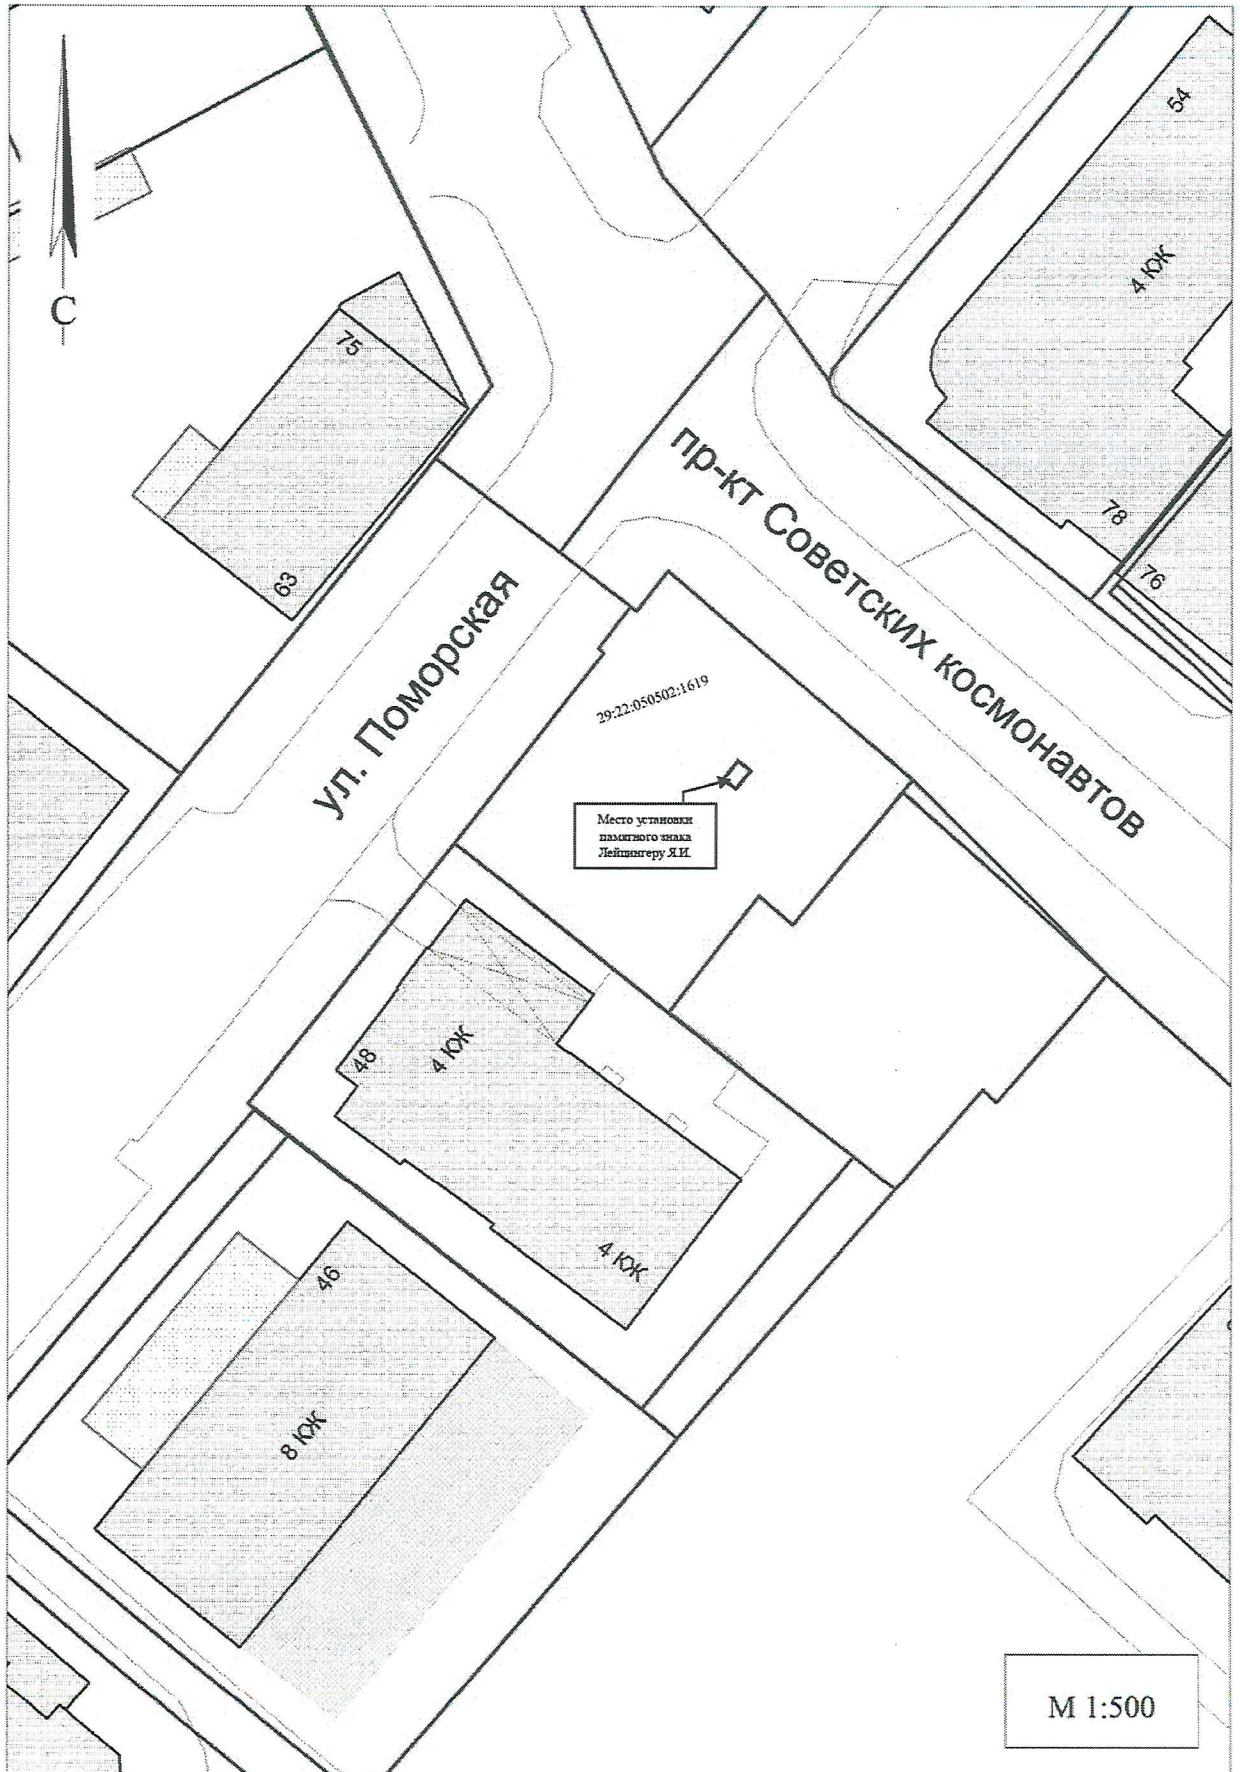 54
4 КЖ
С
75
пр-кт Советских космонавтов
78
76
63
ул. Поморская
29:22:050502:1619
Место установки
памятного знака
Лейцингеру Я.И.
48
4 КЖ
4 КЖ
46
8 КЖ
М 1:500